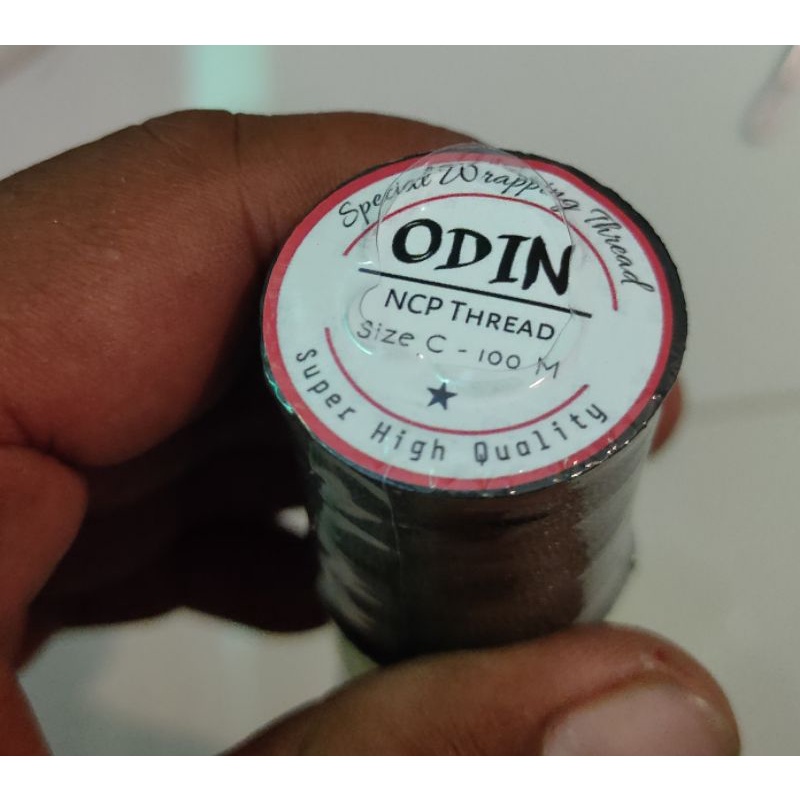 Special Wrapping Thread
ODIN
NCP THREAD
Size C - 100 M
Super High Quality